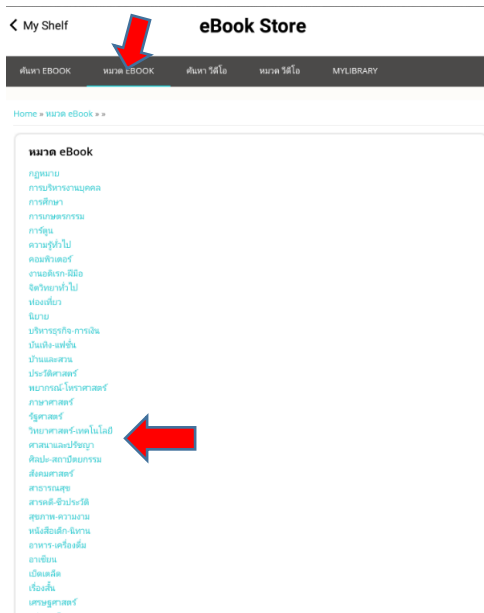 My Shelf
eBook Store
ค้นหา EBOOK
หมวด EBOOK
ค้นหา วีดีโอ
หมวด วีดีโอ
MYLIBRARY
Home » หมวด eBook » »
หมวด eBook
กฎหมาย
การบริหารงานบุคคล
การศึกษา
การเกษตรกรรม
การ์ตูน
ความรู้ทั่วไป
คอมพิวเตอร์
งานอดิเรก-ฝีมือ
จิตวิทยาทั่วไป
ท่องเที่ยว
นิยาย
บริหารธุรกิจ-การเงิน
บันเทิง-แฟชั่น
บ้านและสวน
ประวัติศาสตร์
พยากรณ์-โหราศาสตร์
ภาษาศาสตร์
รัฐศาสตร์
วิทยาศาสตร์-เทคโนโลยี
ศาสนาและปรัชญา
ศิลปะ-สถาปัตยกรรม
สังคมศาสตร์
สาธารณสุข
สารคดี-ชีวประวัติ
สุขภาพ-ความงาม
หนังสือเด็ก-นิทาน
อาหาร-เครื่องดื่ม
อาเซียน
เบ็ดเตล็ด
เรื่องสั้น
เศรษฐศาสตร์